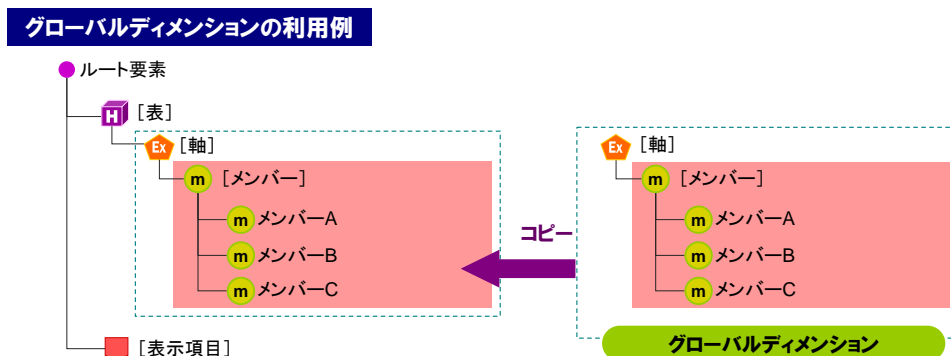 グローバルディメンションの利用例
ルート要素
H [表]
Ex [軸]
m [メンバー]
m メンバーA
m メンバーB
m メンバーC
[表示項目]
コピー
Ex [軸]
m [メンバー]
m メンバーA
m メンバーB
m メンバーC
グローバルディメンション